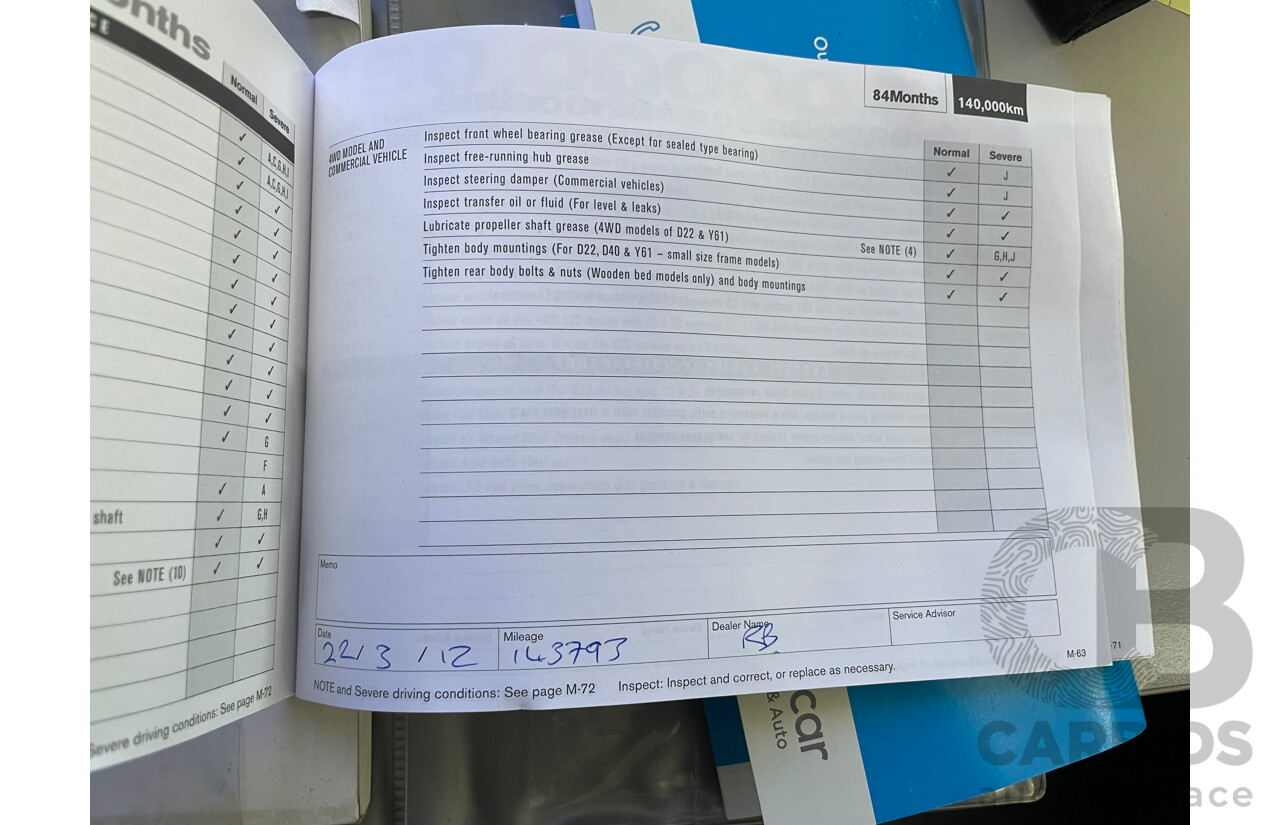 onths
Normal Severe
✓
✓ A,C,G,H,I
✓ A,C,G,H,I
✓ ✓
✓ ✓
✓ ✓
✓ ✓
✓ ✓
✓ ✓
✓ ✓
✓ ✓
✓ ✓
✓ G
F
✓ A
shaft ✓ G,H
✓ ✓
See NOTE (10) ✓ ✓
Severe driving conditions: See page M-72
84Months 140,000km
4WD MODEL AND
COMMERCIAL VEHICLE
Normal Severe
Inspect front wheel bearing grease (Except for sealed type bearing) ✓ J
Inspect free-running hub grease ✓ J
Inspect steering damper (Commercial vehicles) ✓ ✓
Inspect transfer oil or fluid (For level & leaks) ✓ ✓
Lubricate propeller shaft grease (4WD models of D22 & Y61) See NOTE (4) ✓ G,H,J
Tighten body mountings (For D22, D40 & Y61 – small size frame models) ✓ ✓
Tighten rear body bolts & nuts (Wooden bed models only) and body mountings ✓ ✓
Memo
Date Mileage Dealer Name Service Advisor
22/3/12 143793 RB
NOTE and Severe driving conditions: See page M-72 Inspect: Inspect and correct, or replace as necessary.
M-63
-71
car
& Auto
CB
CARB
OS
ace